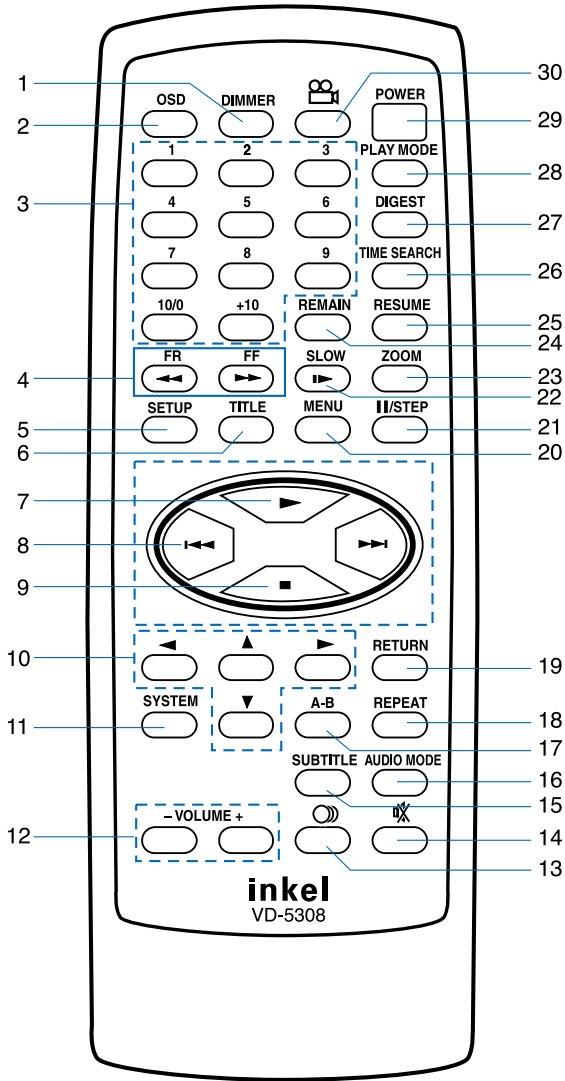 1
30
OSD
DIMMER
POWER
2
29
1
2
3
PLAY MODE
28
3
4
5
6
DIGEST
27
7
8
9
TIME SEARCH
26
10/0
+10
REMAIN
RESUME
25
24
FR
FF
SLOW
ZOOM
4
23
22
SETUP
TITLE
MENU
II/STEP
5
21
6
20
7
8
9
10
RETURN
19
SYSTEM
A-B
REPEAT
11
18
17
SUBTITLE
AUDIO MODE
16
15
– VOLUME +
12
14
13
inkel
VD-5308